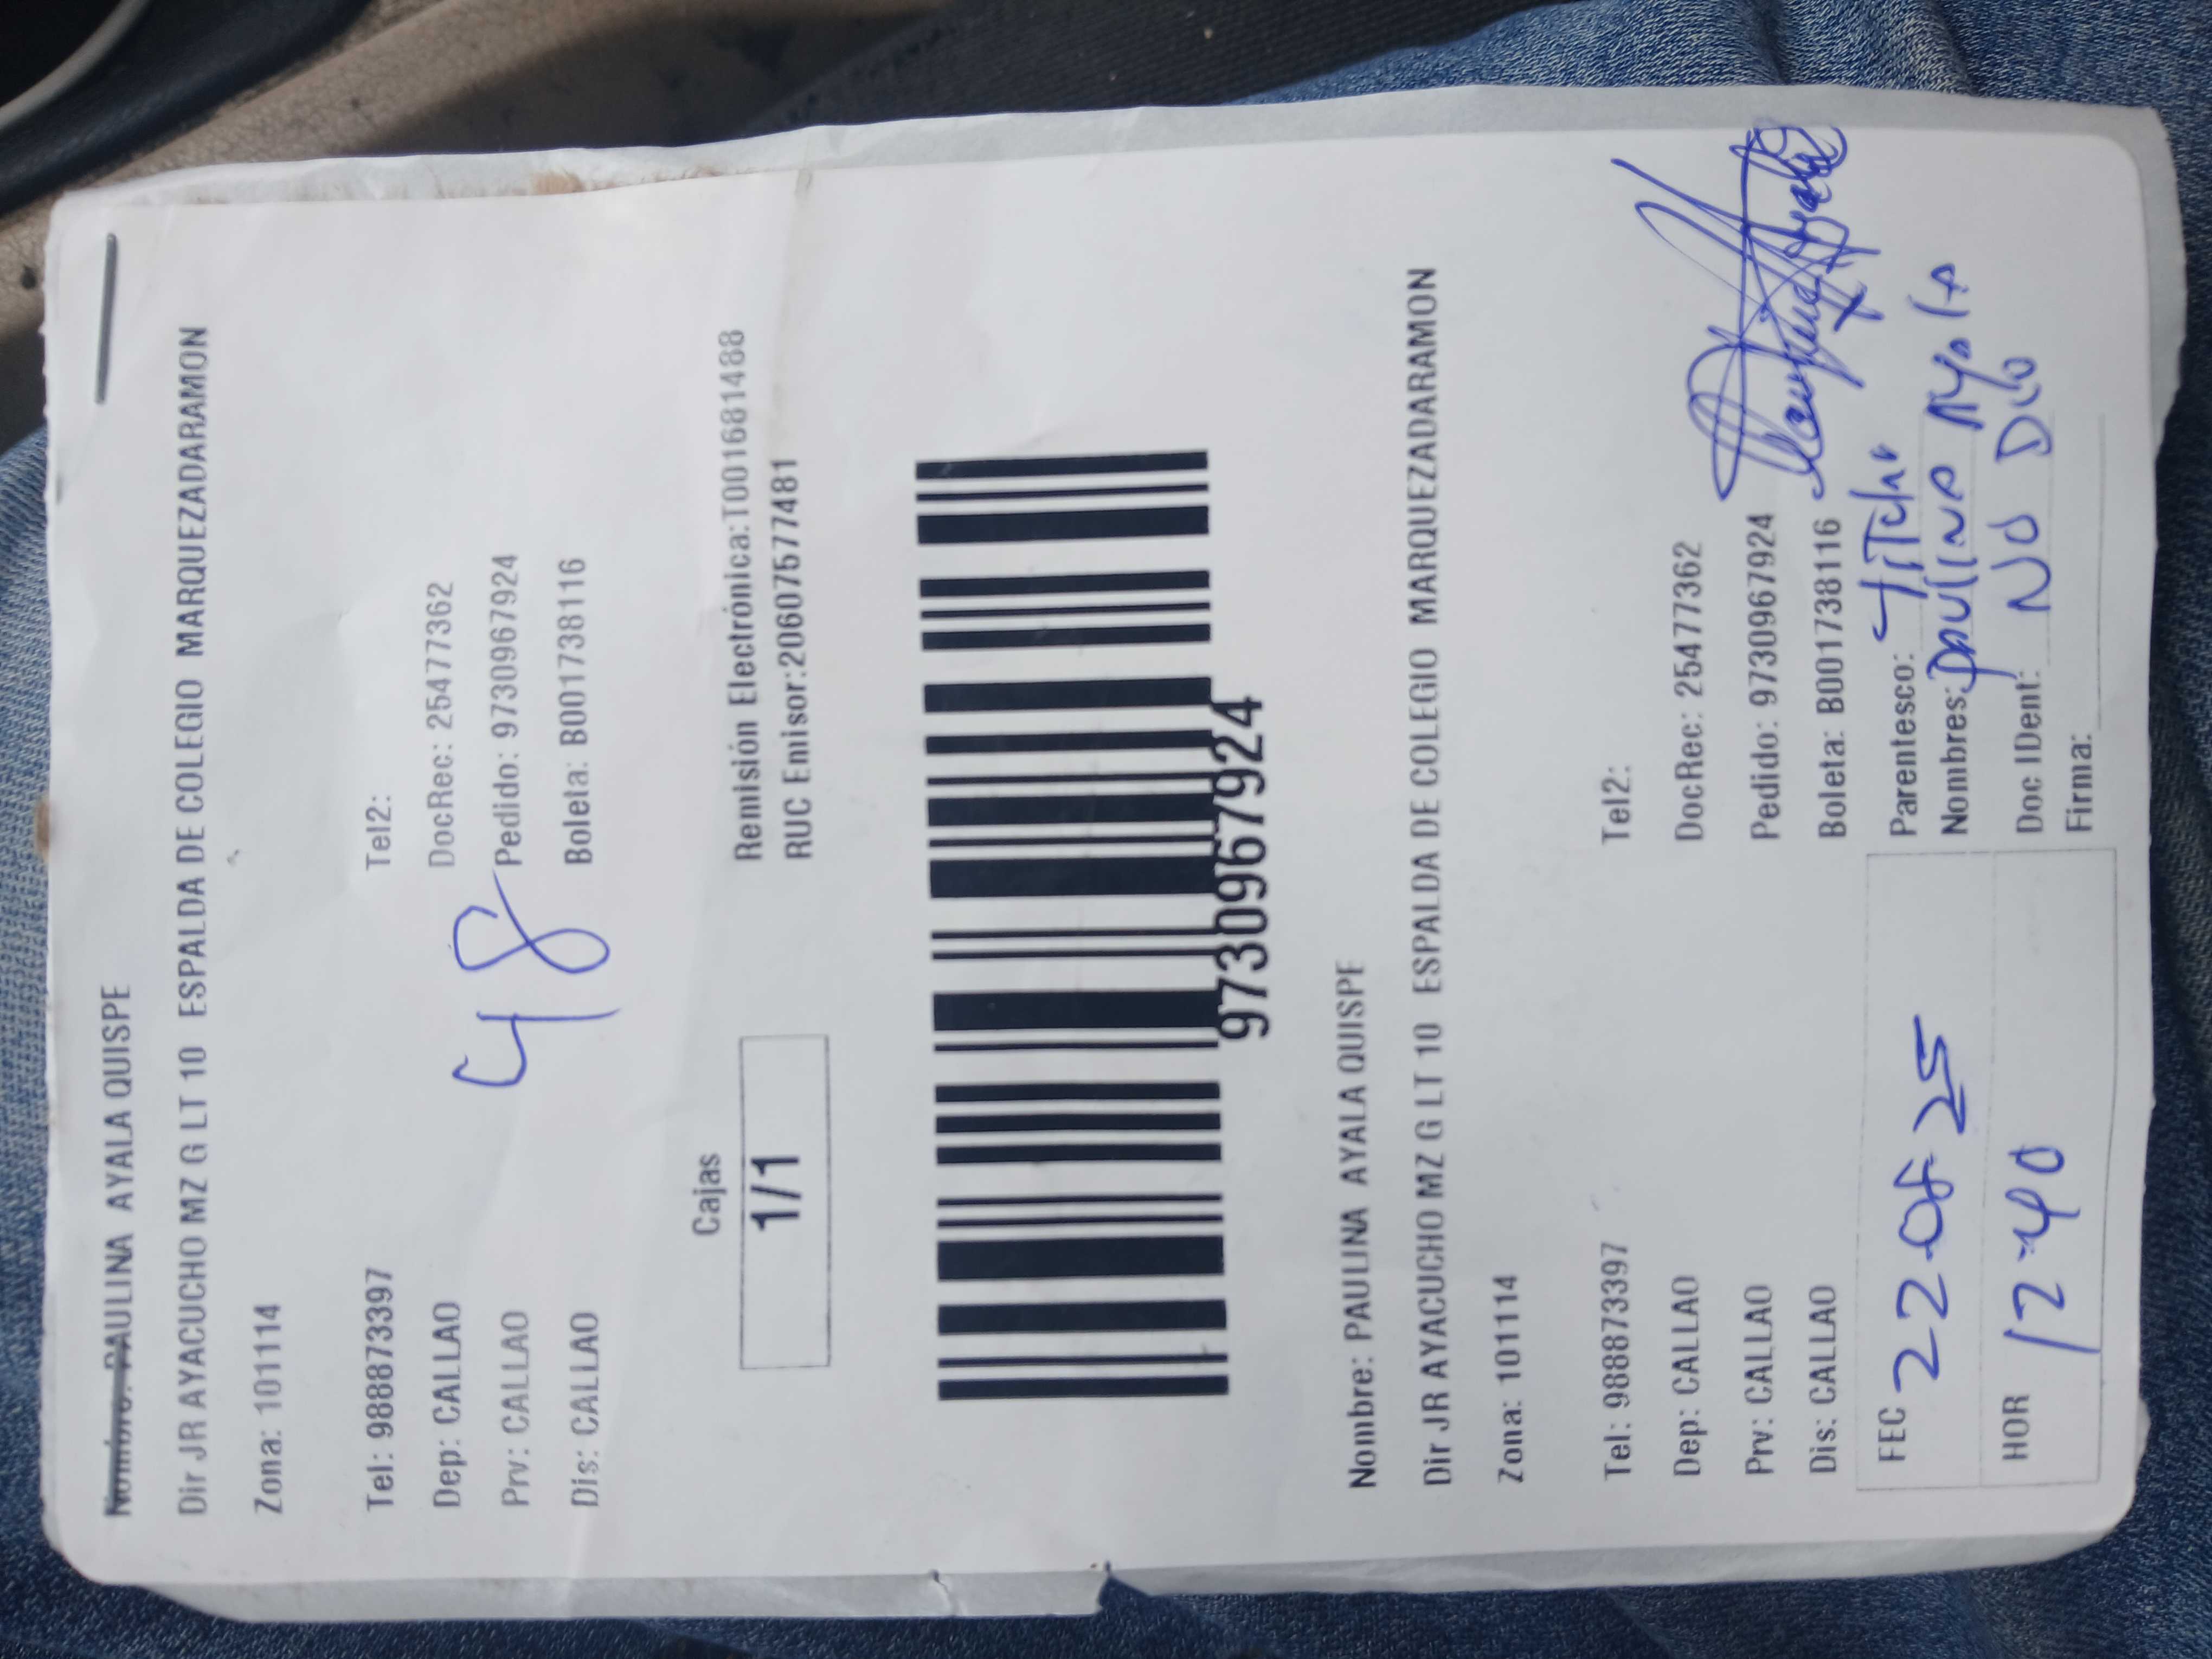 Nombre: PAULINA AYALA QUISPE
Dir JR AYACUCHO MZ G LT 10 ESPALDA DE COLEGIO MARQUEZADARAMON
Zona: 101114
Tel: 988873397 Tel2:
Dep: CALLAO DocRec: 25477362
Prv: CALLAO Pedido: 9730967924
Dis: CALLAO Boleta: B001738116
48
Cajas
1/1
Remisión Electrónica:T001681488
RUC Emisor:20607577481
9730967924
Nombre: PAULINA AYALA QUISPE
Dir JR AYACUCHO MZ G LT 10 ESPALDA DE COLEGIO MARQUEZADARAMON
Zona: 101114
Tel: 988873397 Tel2:
Dep: CALLAO DocRec: 25477362
Prv: CALLAO Pedido: 9730967924
Dis: CALLAO Boleta: B001738116
FEC 22 08 25
HOR 12:40
Parentesco: TiTular
Nombres: PAULINA
Doc IDent: NO DIO
Firma: